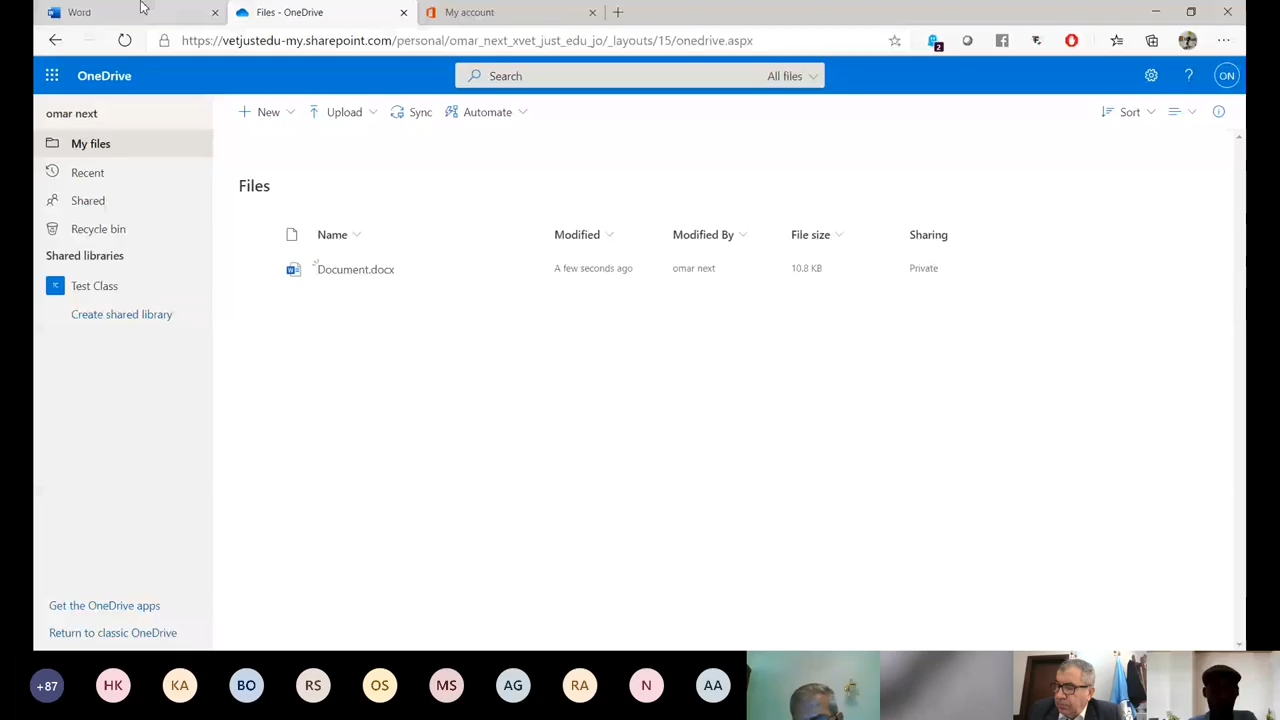 Word
Files - OneDrive
My account
https://vetjustedu-my.sharepoint.com/personal/omar_next_xvet_just_edu_jo/_layouts/15/onedrive.aspx
2
OneDrive
Search
All files
?
ON
omar next
New
Upload
Sync
Automate
Sort
My files
Recent
Shared
Recycle bin
Shared libraries
TC
Test Class
Create shared library
Files
Name
Modified
Modified By
File size
Sharing
Document.docx
A few seconds ago
omar next
10.8 KB
Private
Get the OneDrive apps
Return to classic OneDrive
+87
HK
KA
BO
RS
OS
MS
AG
RA
N
AA